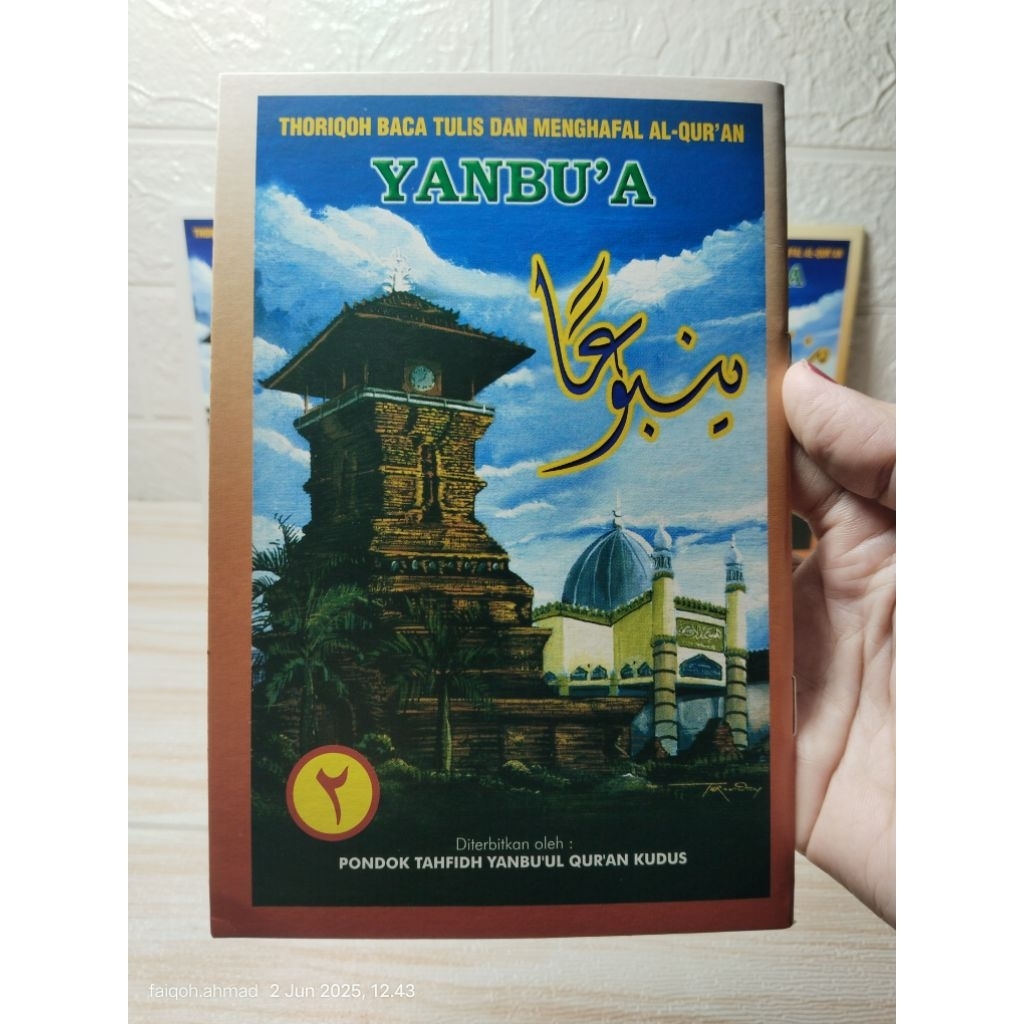 THORIQOH BACA TULIS DAN MENGHAFAL AL-QUR'AN
YANBU'A
ينبوعًا
٢
Diterbitkan oleh :
PONDOK TAHFIDH YANBU'UL QUR'AN KUDUS
faiqoh.ahmad 2 Jun 2025, 12.43